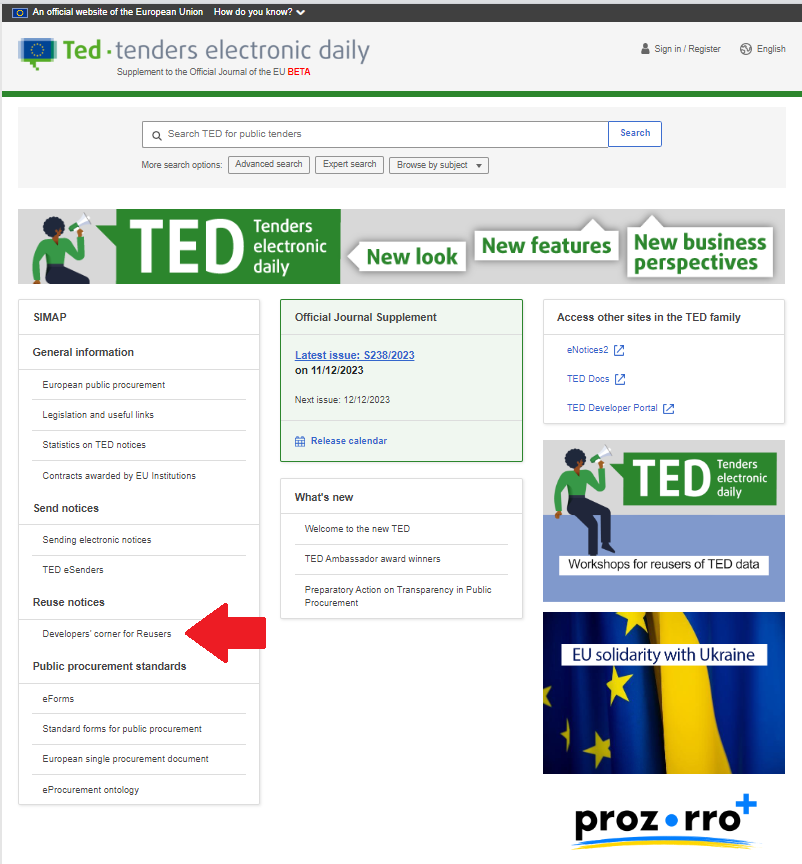 An official website of the European Union How do you know?
Ted · tenders electronic daily
Supplement to the Official Journal of the EU BETA
Sign in / Register
English
Search TED for public tenders
Search
More search options:
Advanced search
Expert search
Browse by subject
TED
Tenders
electronic
daily
New look
New features
New business
perspectives
SIMAP
General information
European public procurement
Legislation and useful links
Statistics on TED notices
Contracts awarded by EU Institutions
Send notices
Sending electronic notices
TED eSenders
Reuse notices
Developers' corner for Reusers
Public procurement standards
eForms
Standard forms for public procurement
European single procurement document
eProcurement ontology
Official Journal Supplement
Latest issue: S238/2023
on 11/12/2023
Next issue: 12/12/2023
Release calendar
What's new
Welcome to the new TED
TED Ambassador award winners
Preparatory Action on Transparency in Public
Procurement
Access other sites in the TED family
eNotices2
TED Docs
TED Developer Portal
TED
Tenders
electronic
daily
Workshops for reusers of TED data
EU solidarity with Ukraine
prozorro+